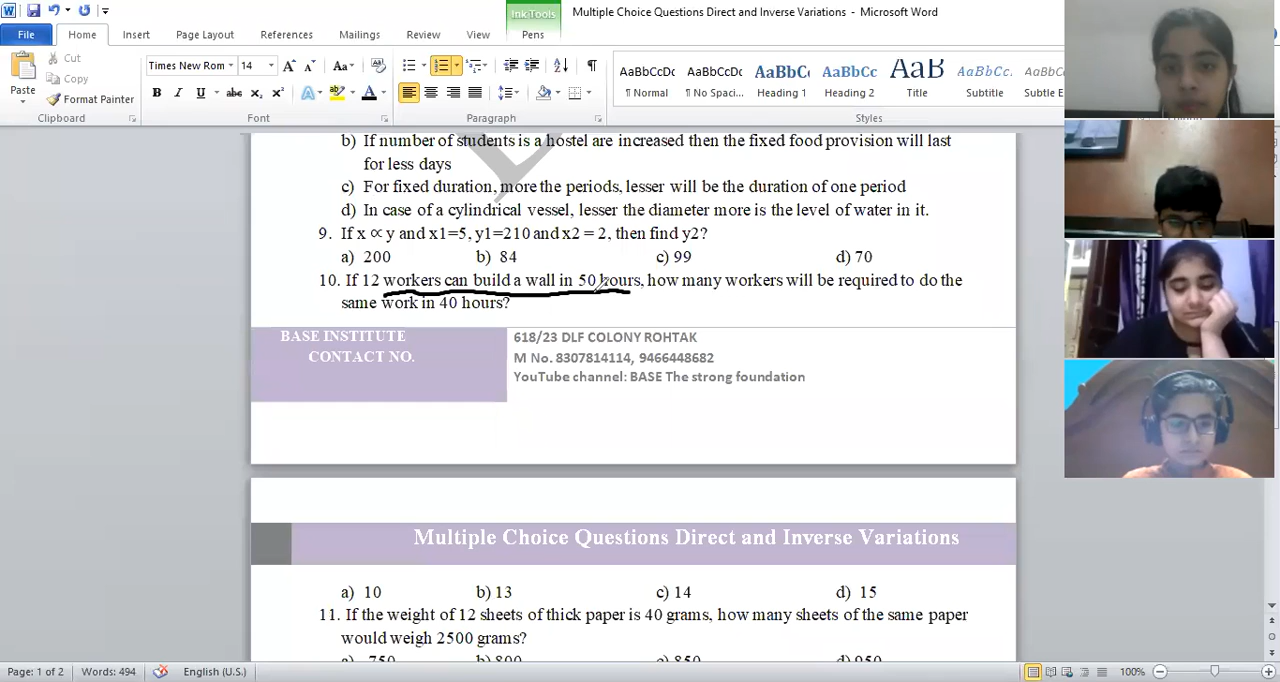 Ink Tools
Multiple Choice Questions Direct and Inverse Variations - Microsoft Word
File Home Insert Page Layout References Mailings Review View Pens
Paste
Cut
Copy
Format Painter
Clipboard
Times New Rom 14
Font
Paragraph
AaBbCcDc AaBbCcDc AaBbC AaBbCc AaB AaBbCc. AaBbCcD
¶ Normal ¶ No Spaci... Heading 1 Heading 2 Title Subtitle Subtle E
Styles
b) If number of students is a hostel are increased then the fixed food provision will last
for less days
c) For fixed duration, more the periods, lesser will be the duration of one period
d) In case of a cylindrical vessel, lesser the diameter more is the level of water in it.
9. If x ∝ y and x1=5, y1=210 and x2 = 2, then find y2?
a) 200 b) 84 c) 99 d) 70
10. If 12 workers can build a wall in 50 hours, how many workers will be required to do the
same work in 40 hours?
BASE INSTITUTE
CONTACT NO.
618/23 DLF COLONY ROHTAK
M No. 8307814114, 9466448682
YouTube channel: BASE The strong foundation
Multiple Choice Questions Direct and Inverse Variations
a) 10 b) 13 c) 14 d) 15
11. If the weight of 12 sheets of thick paper is 40 grams, how many sheets of the same paper
would weigh 2500 grams?
a) 750 b) 800 c) 850 d) 950
Page: 1 of 2 Words: 494 English (U.S.) 100%